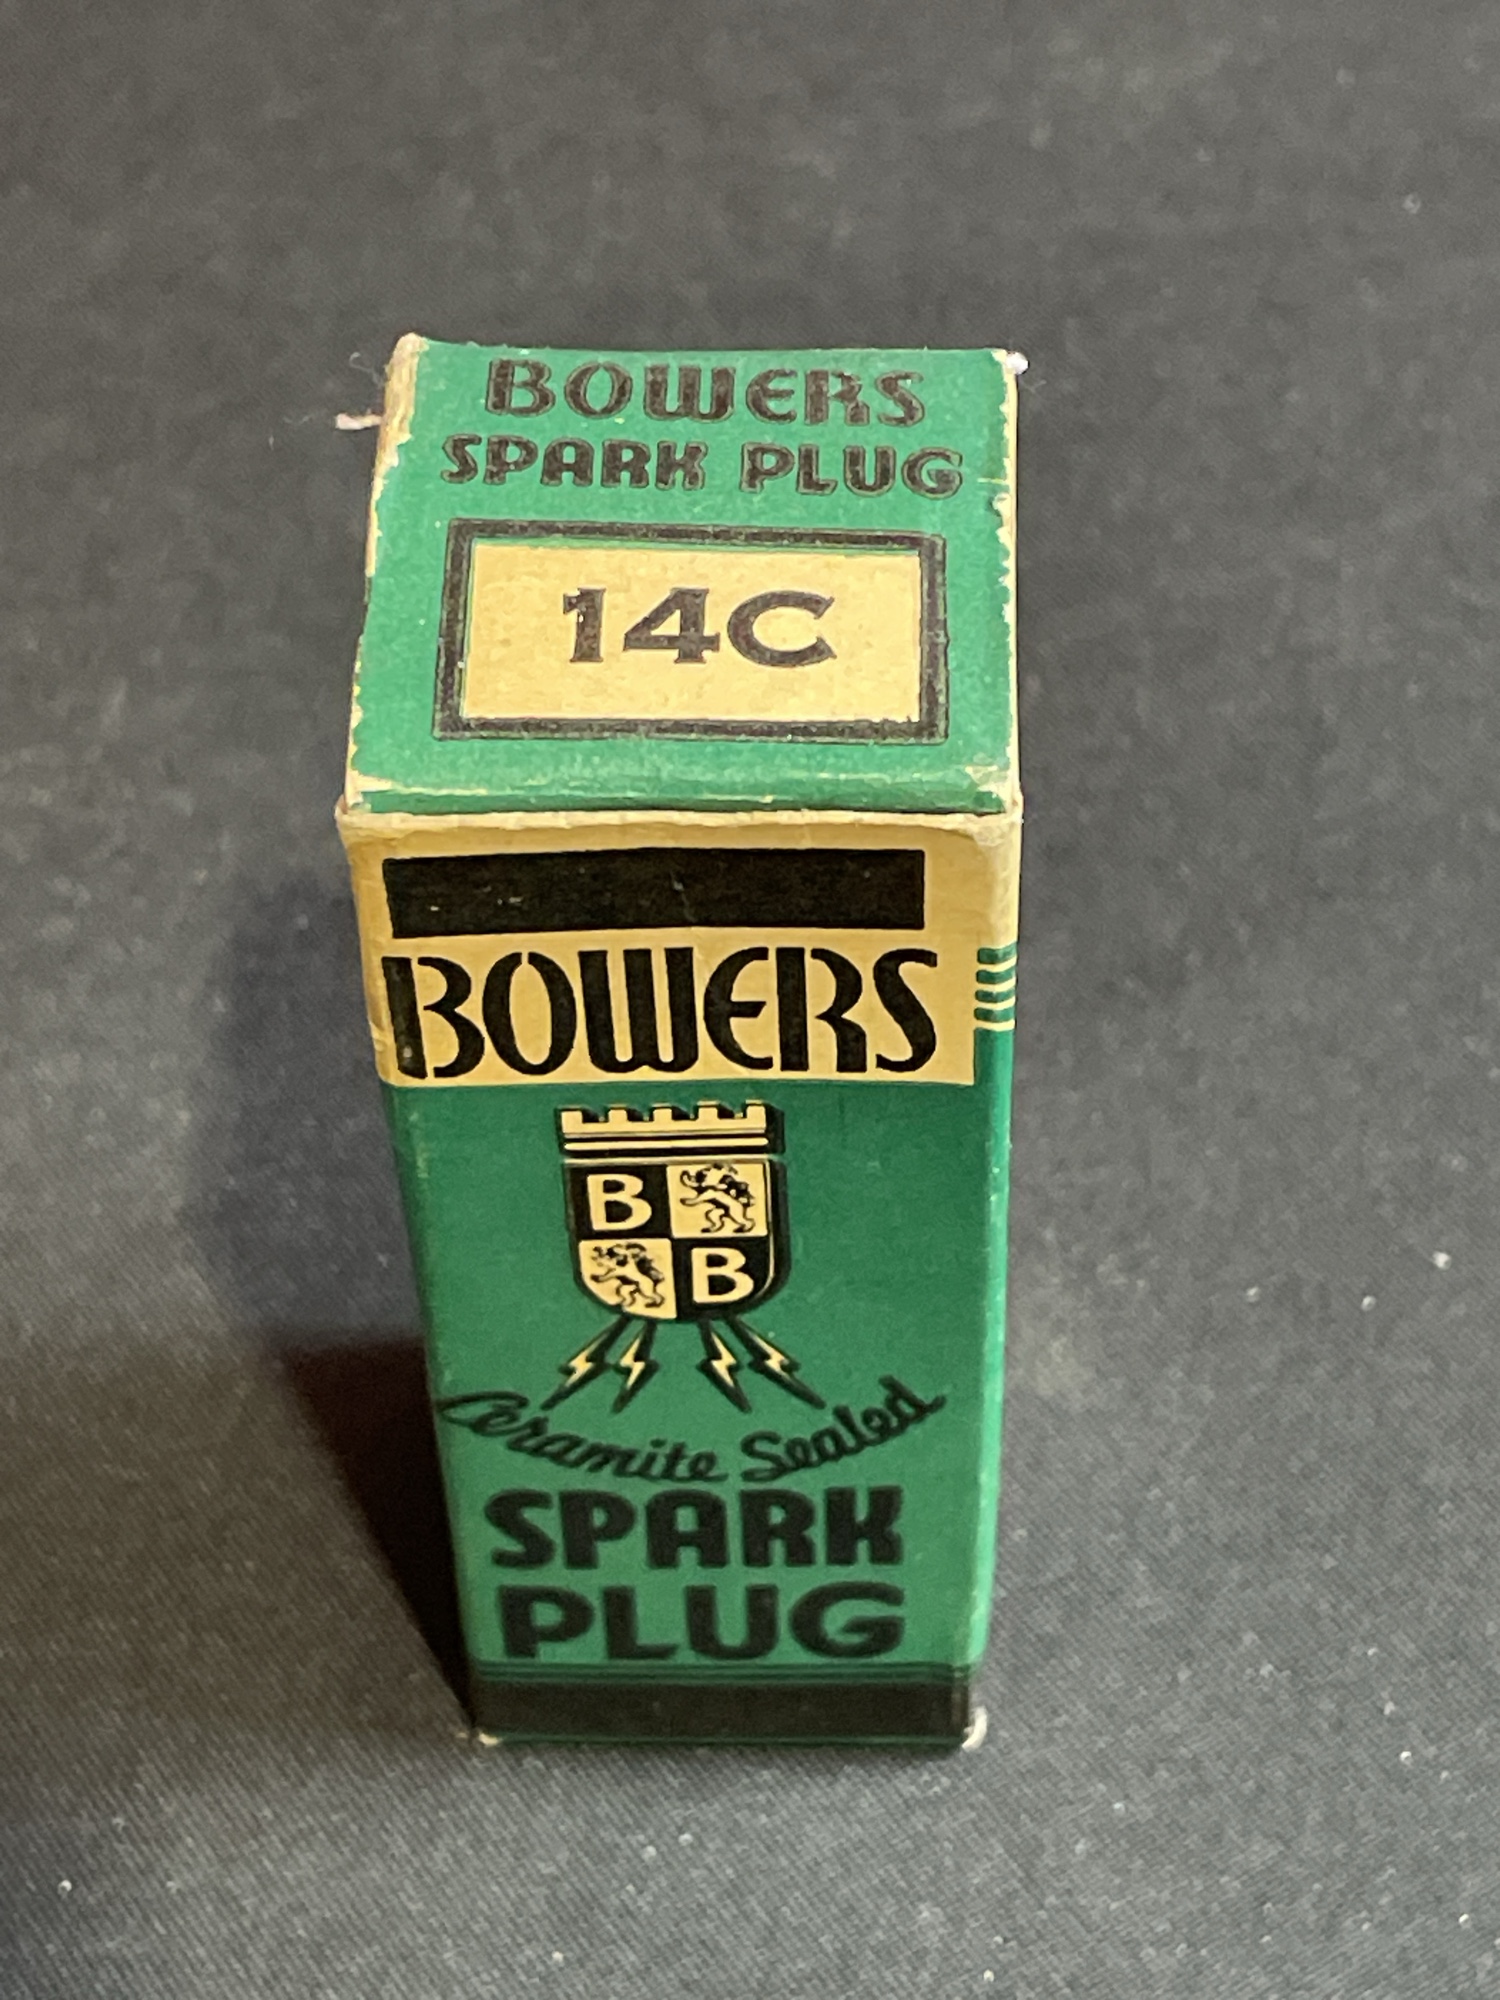 BOWERS
SPARK PLUG
14C
BOWERS
B
B
Ceramite Sealed
SPARK
PLUG